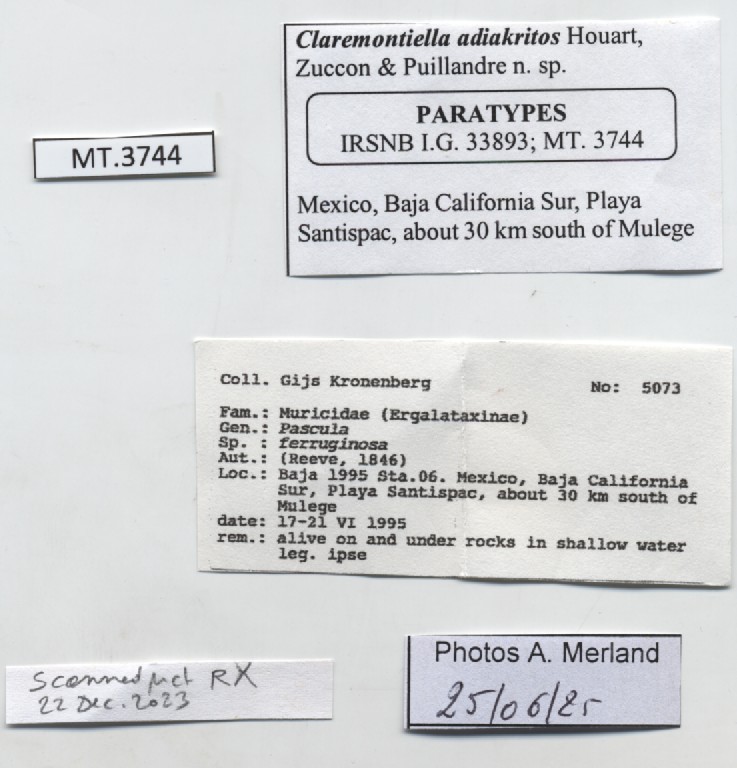 Claremontiella adiakritos Houart,
Zuccon & Puillandre n. sp.
PARATYPES
IRSNB I.G. 33893; MT. 3744
Mexico, Baja California Sur, Playa
Santispac, about 30 km south of Mulege
MT.3744
Coll. Gijs Kronenberg No: 5073
Fam.: Muricidae (Ergalataxinae)
Gen.: Pascula
Sp. : ferruginosa
Aut.: (Reeve, 1846)
Loc.: Baja 1995 Sta.06. Mexico, Baja California
Sur, Playa Santispac, about 30 km south of
Mulege
date: 17-21 VI 1995
rem.: alive on and under rocks in shallow water
leg. ipse
Scanned µct RX
22 Dec. 2023
Photos A. Merland
25/06/25